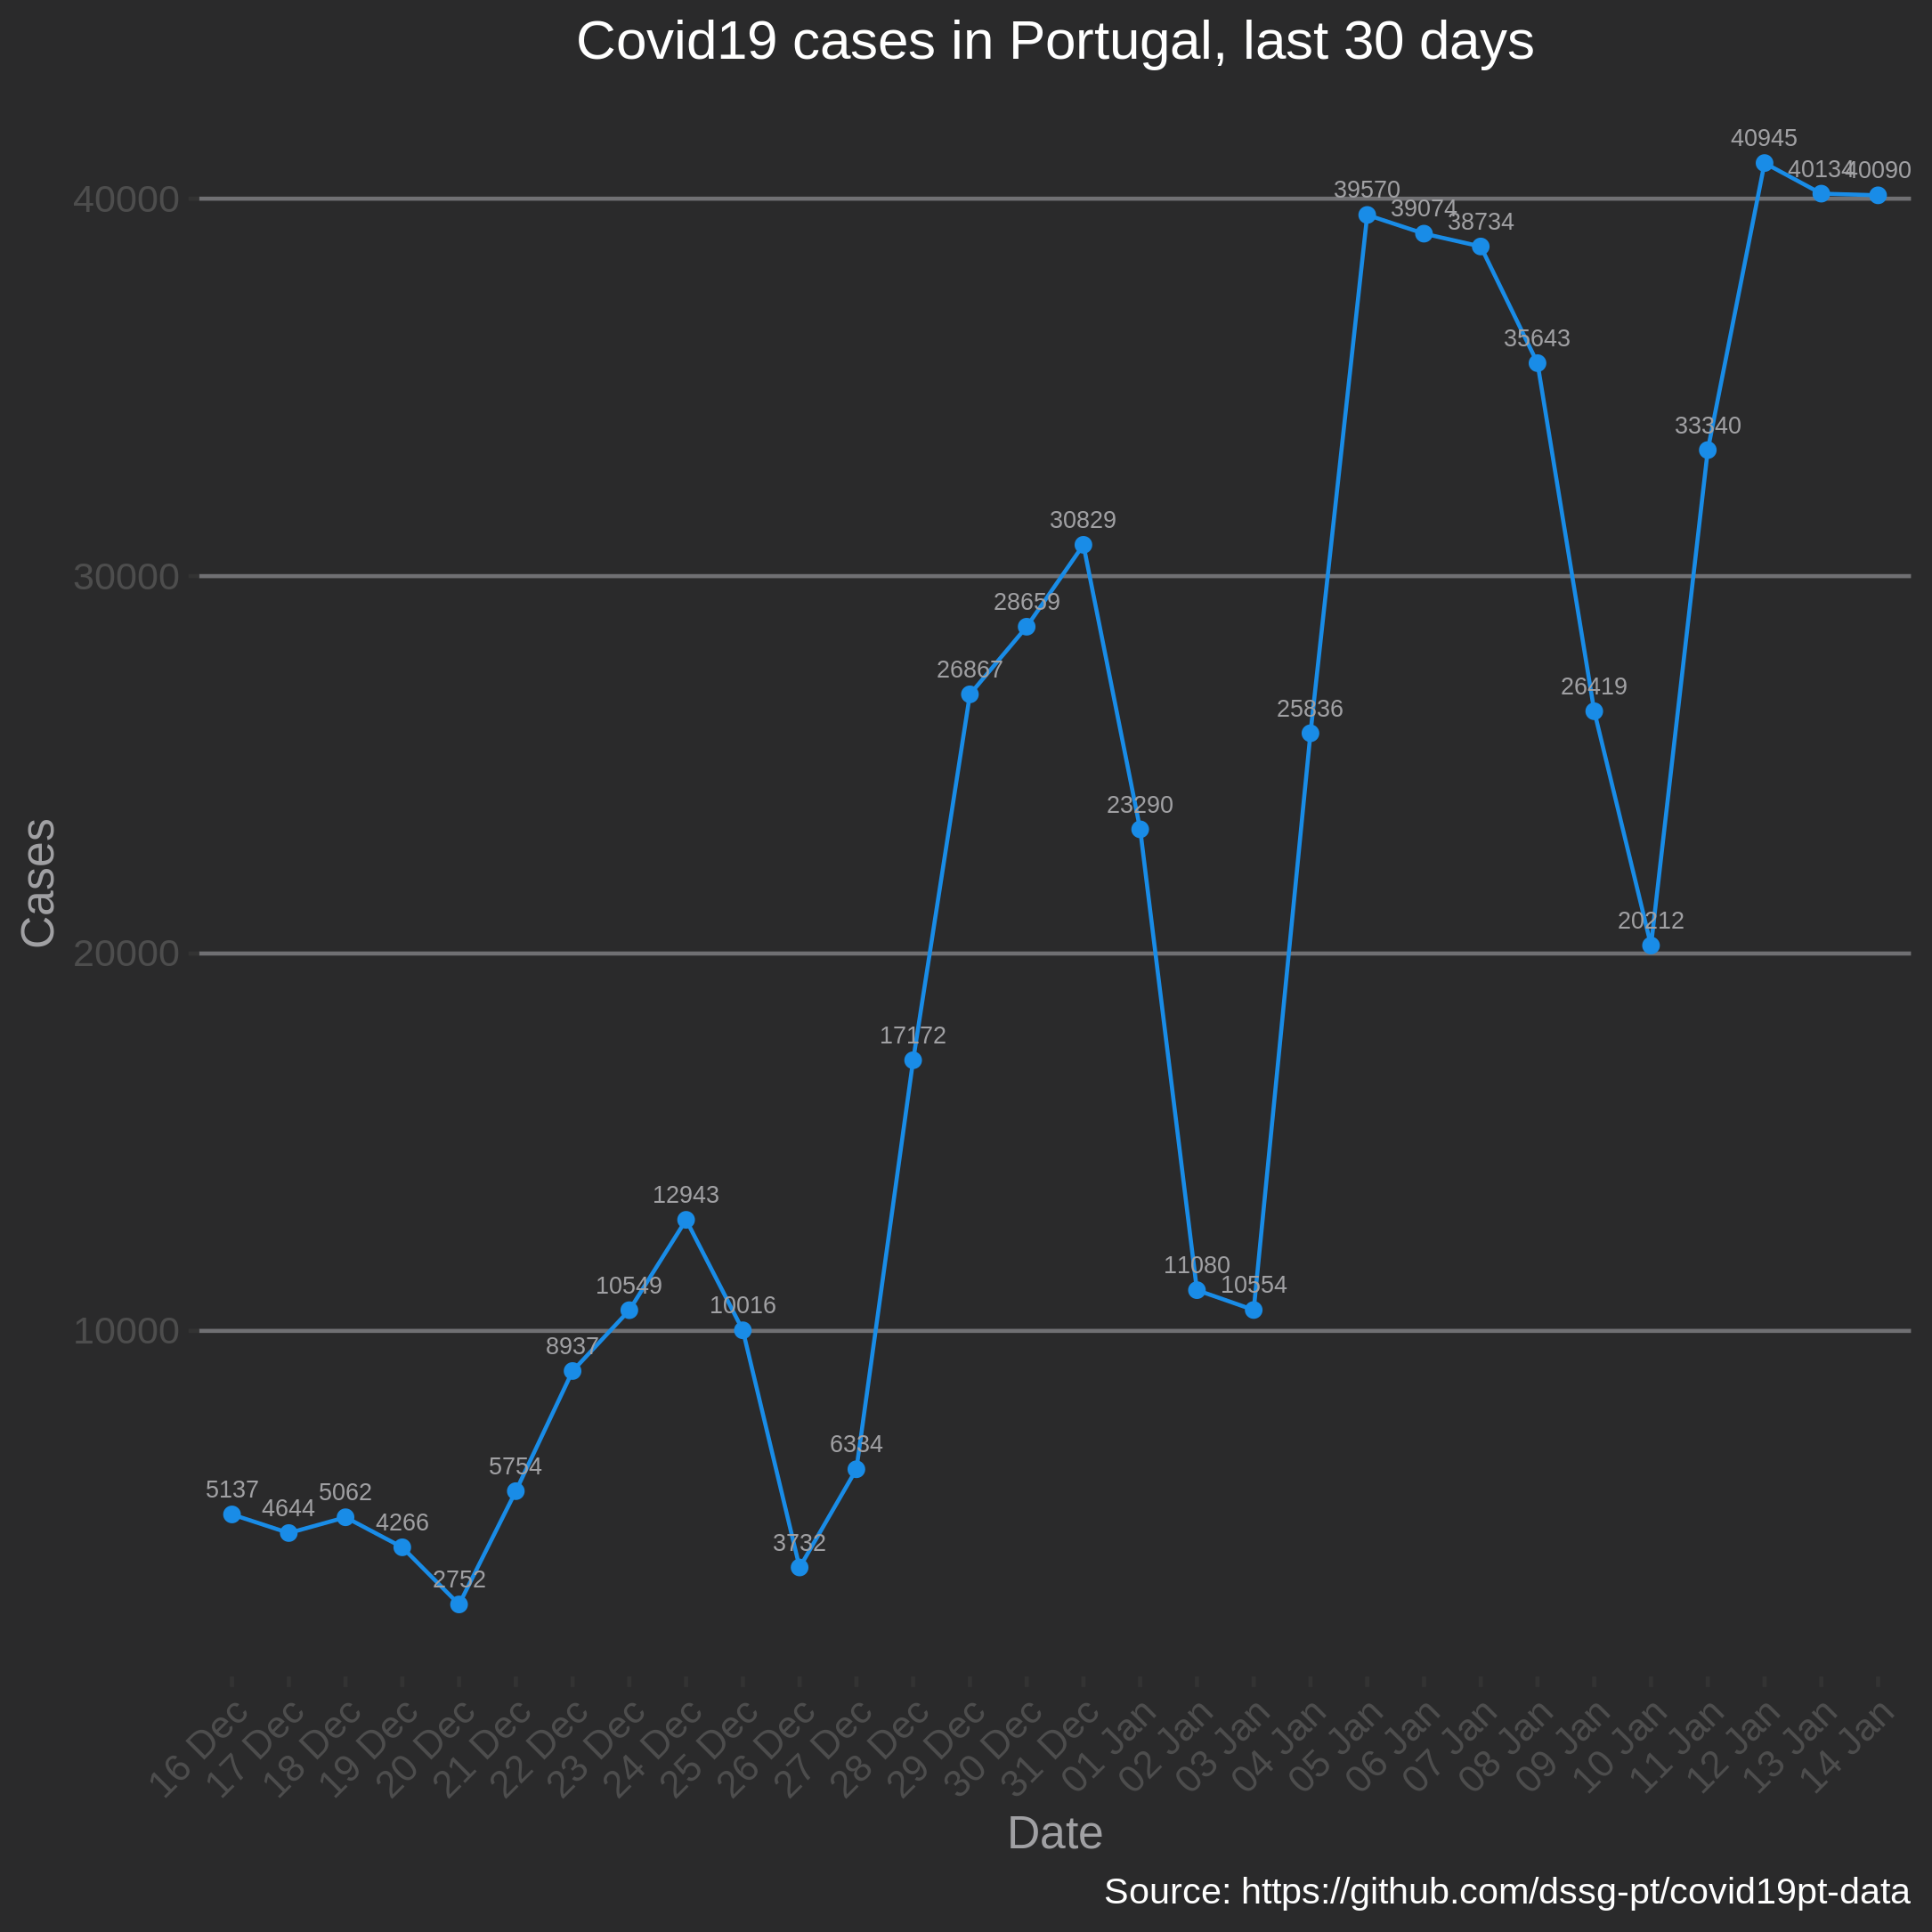 Covid19 cases in Portugal, last 30 days
40945
40134
40090
40000
39570
39074
38734
35643
33340
30829
30000
28659
26867
26419
25836
23290
Cases
20212
20000
17172
12943
11080
10554
10549
10016
10000
8937
6334
5754
5137
5062
4644
4266
3732
2752
16 Dec
17 Dec
18 Dec
19 Dec
20 Dec
21 Dec
22 Dec
23 Dec
24 Dec
25 Dec
26 Dec
27 Dec
28 Dec
29 Dec
30 Dec
31 Dec
01 Jan
02 Jan
03 Jan
04 Jan
05 Jan
06 Jan
07 Jan
08 Jan
09 Jan
10 Jan
11 Jan
12 Jan
13 Jan
14 Jan
Date
Source: https://github.com/dssg-pt/covid19pt-data